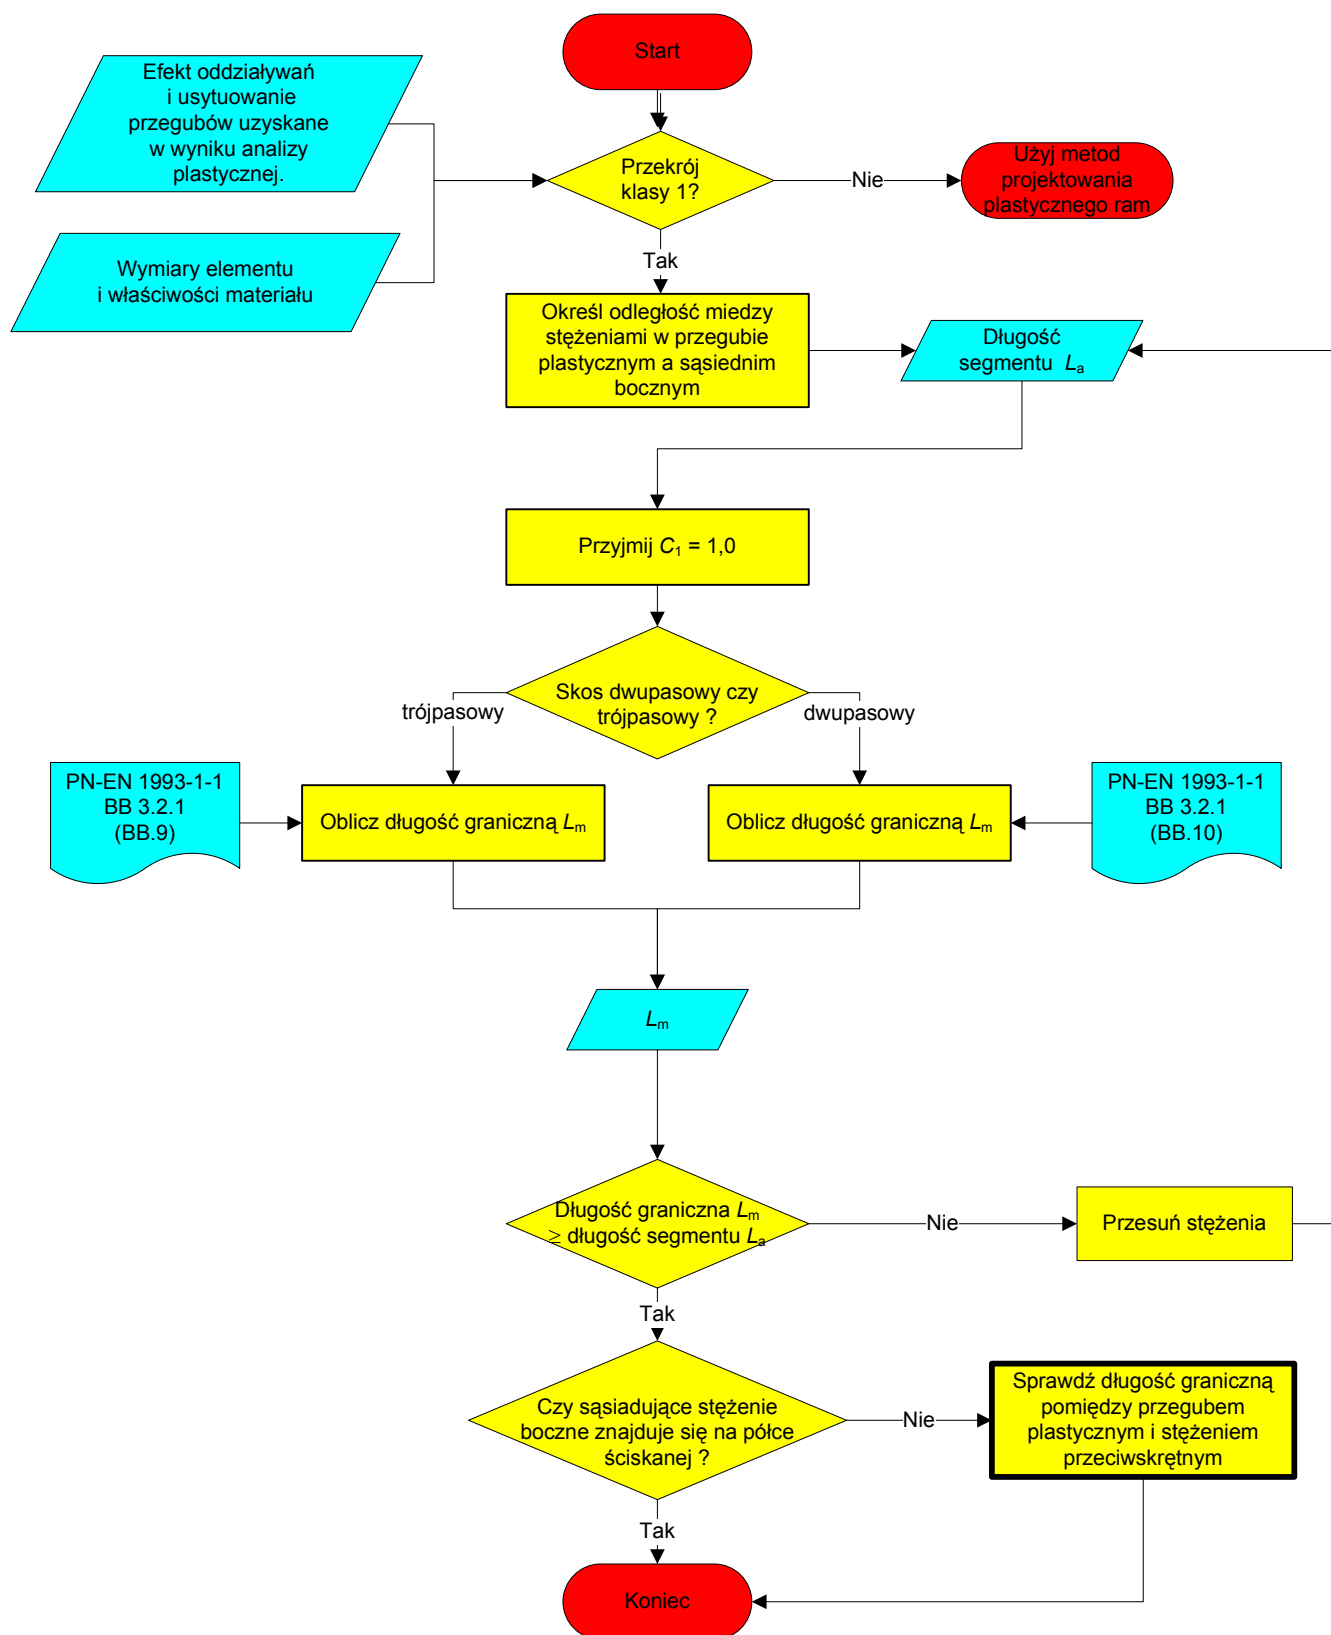 Start
Efekt oddziaływań
i usytuowanie
przegubów uzyskane
w wyniku analizy
plastycznej.
Przekrój
klasy 1?
Nie
Użyj metod
projektowania
plastycznego ram
Tak
Wymiary elementu
i właściwości materiału
Określ odległość miedzy
stężeniami w przegubie
plastycznym a sąsiednim
bocznym
Długość
segmentu La
Przyjmij C1 = 1,0
Skos dwupasowy czy
trójpasowy ?
trójpasowy
dwupasowy
PN-EN 1993-1-1
BB 3.2.1
(BB.9)
Oblicz długość graniczną Lm
Oblicz długość graniczną Lm
PN-EN 1993-1-1
BB 3.2.1
(BB.10)
Lm
Długość graniczna Lm
≥ długość segmentu La
Nie
Przesuń stężenia
Tak
Czy sąsiadujące stężenie
boczne znajduje się na półce
ściskanej ?
Nie
Sprawdź długość graniczną
pomiędzy przegubem
plastycznym i stężeniem
przeciwskrętnym
Tak
Koniec